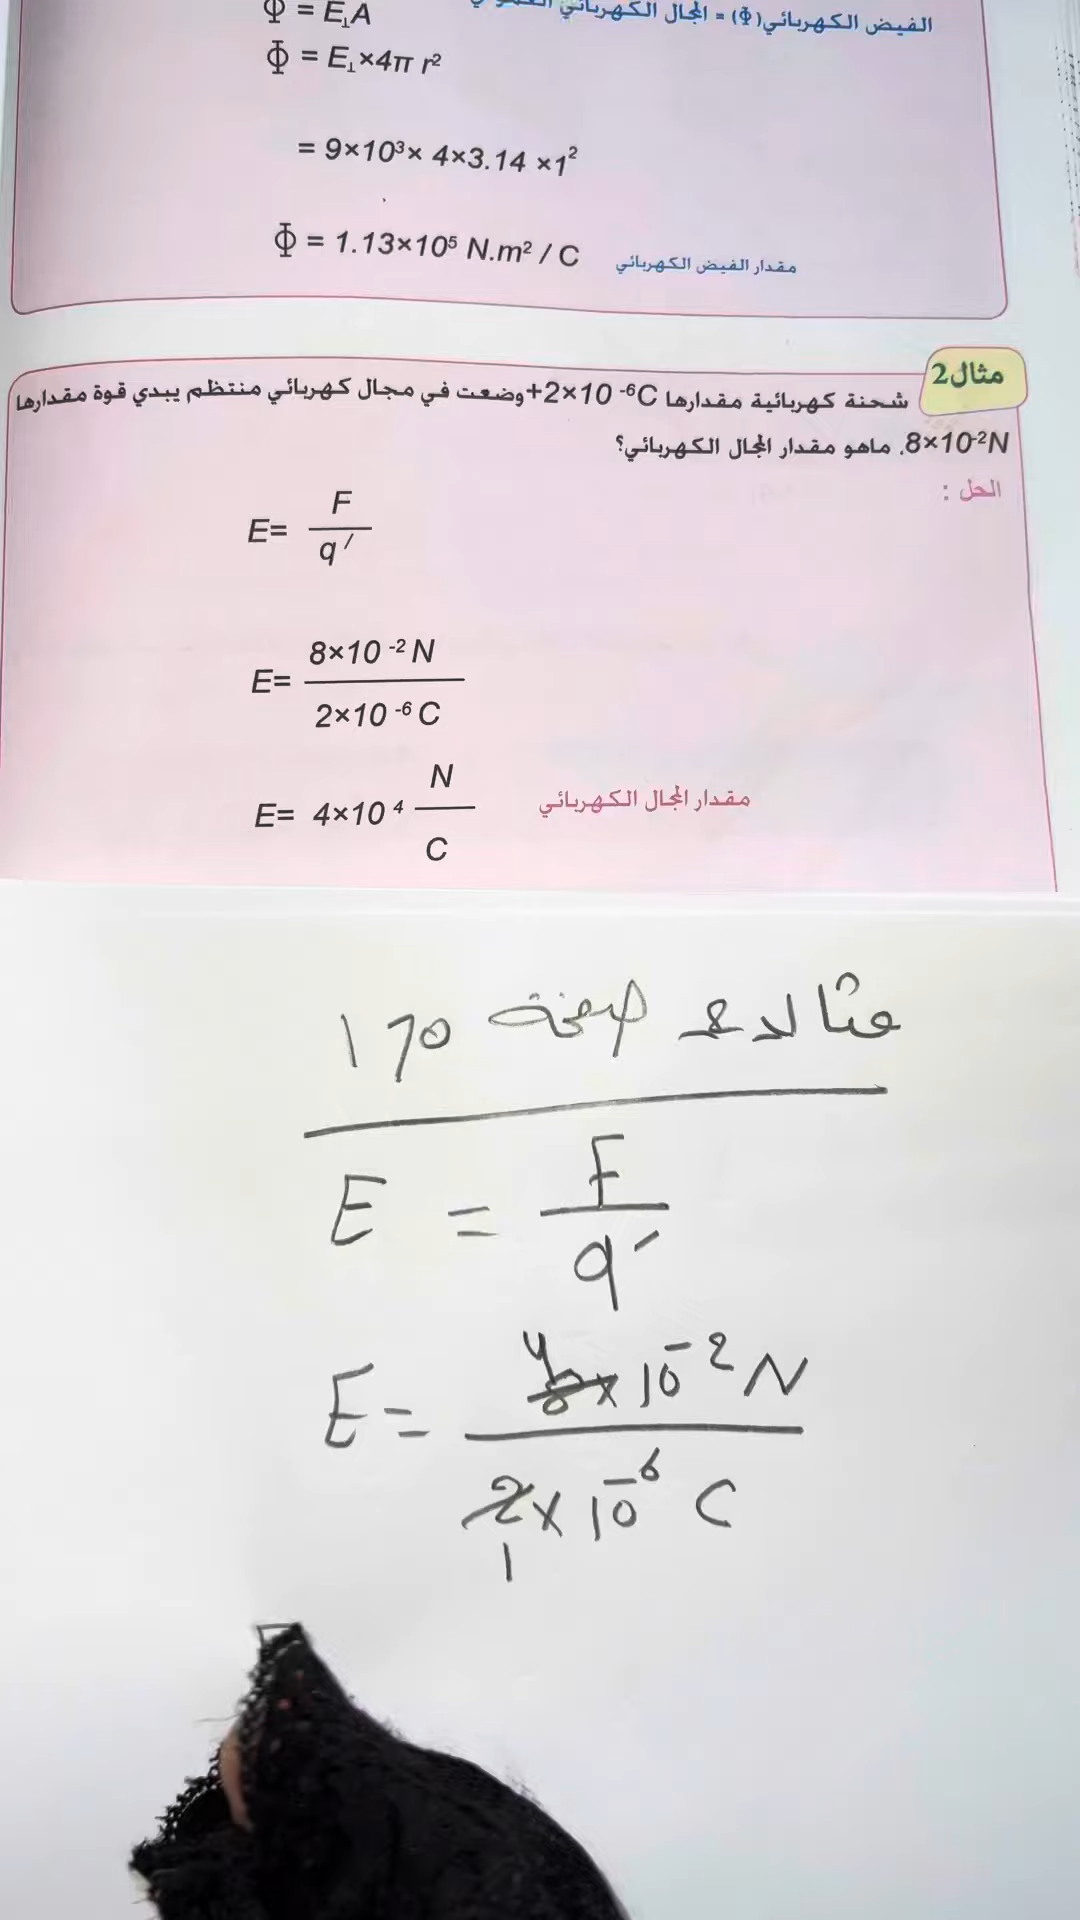 Φ = E⊥A
الفيض الكهربائي(Φ) = المجال الكهربائي
Φ = E⊥×4π r²
= 9×10³× 4×3.14 ×1²
Φ = 1.13×10⁵ N.m² / C
مقدار الفيض الكهربائي
مثال2
شحنة كهربائية مقدارها +2×10⁻⁶C وضعت في مجال كهربائي منتظم يبدي قوة مقدارها
8×10⁻²N. ماهو مقدار المجال الكهربائي؟
الحل :
E= F / q′
E= 8×10⁻² N / 2×10⁻⁶ C
E= 4×10⁴ N / C
مقدار المجال الكهربائي
مثال 2 صفحة
E = F / q′
E= 4 8× 10⁻² N / 2× 10⁻⁶ C
1